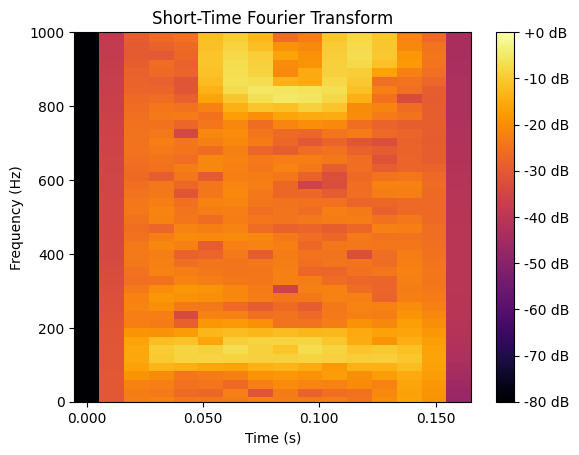 Short-Time Fourier Transform
1000
800
600
400
200
0
Frequency (Hz)
0.000
0.050
0.100
0.150
Time (s)
+0 dB
-10 dB
-20 dB
-30 dB
-40 dB
-50 dB
-60 dB
-70 dB
-80 dB